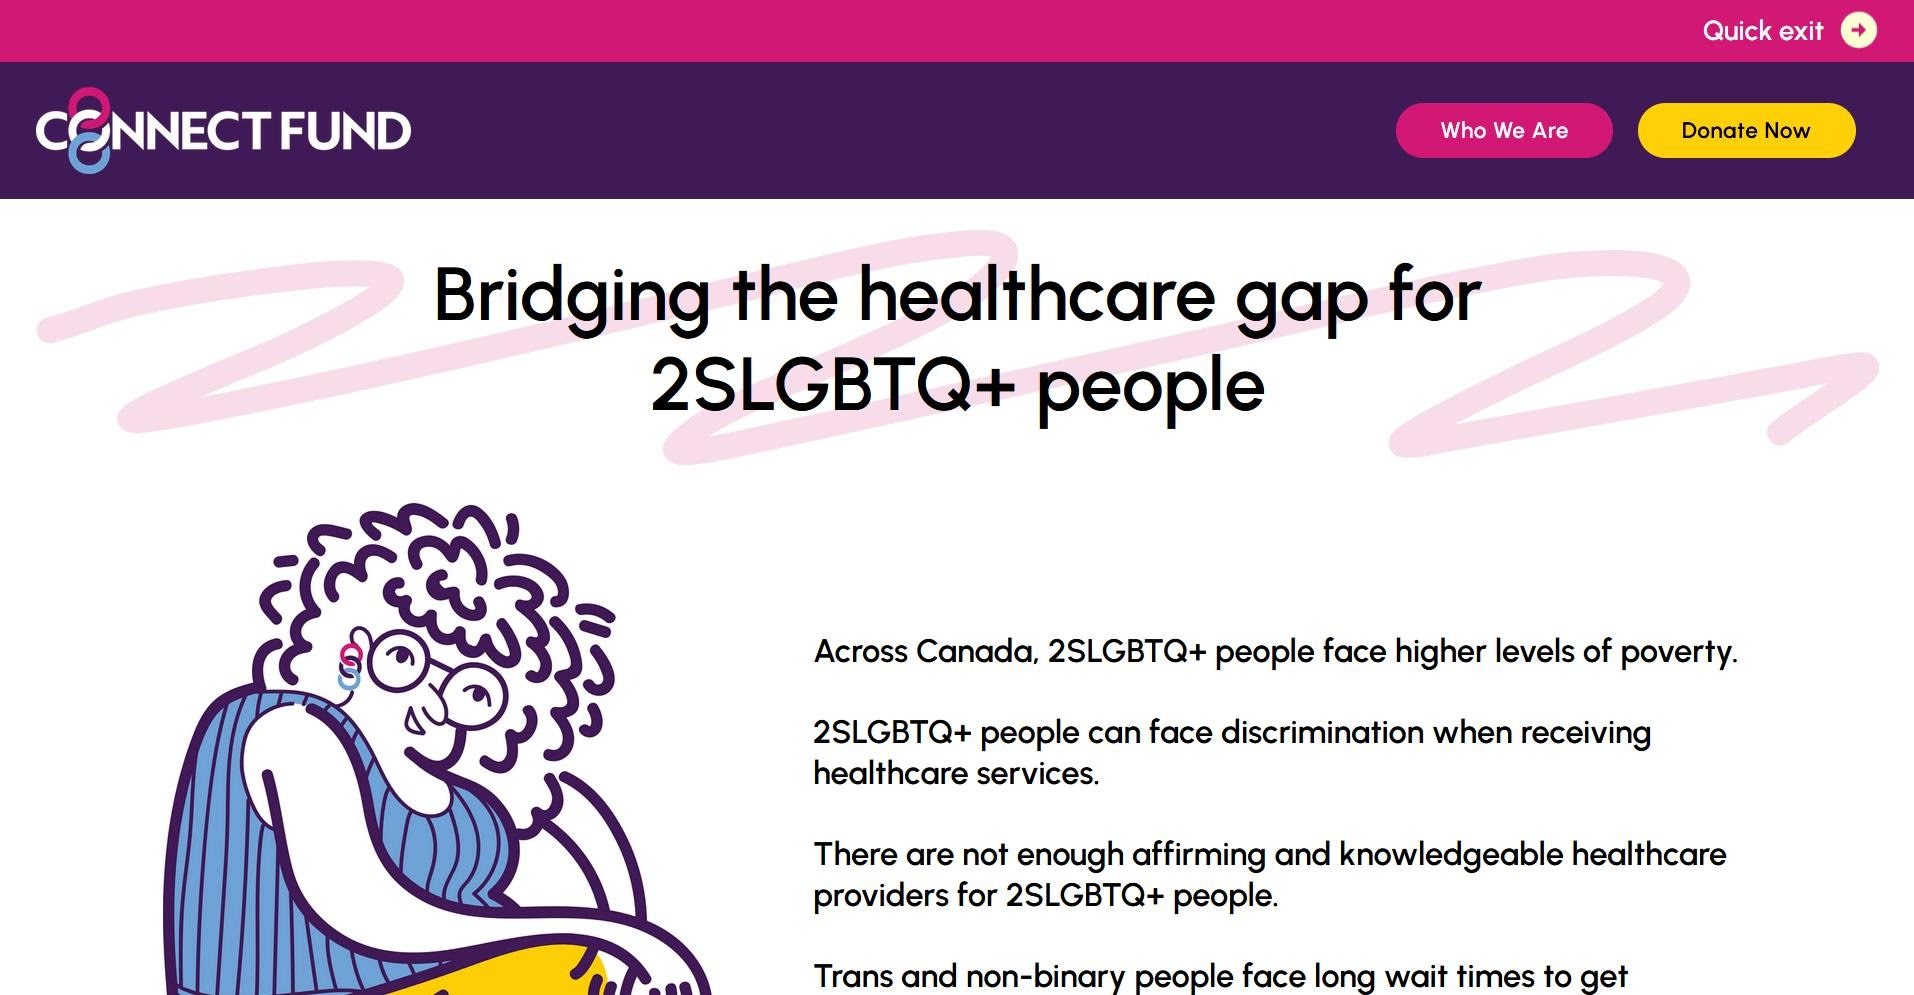 Quick exit
CONNECT FUND
Who We Are
Donate Now
Bridging the healthcare gap for
2SLGBTQ+ people
Across Canada, 2SLGBTQ+ people face higher levels of poverty.
2SLGBTQ+ people can face discrimination when receiving
healthcare services.
There are not enough affirming and knowledgeable healthcare
providers for 2SLGBTQ+ people.
Trans and non-binary people face long wait times to get